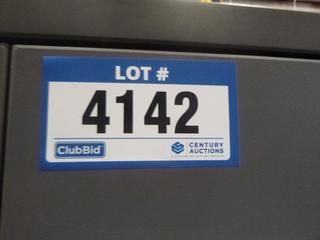 LOT #
4142
ClubBid
CENTURY
AUCTIONS